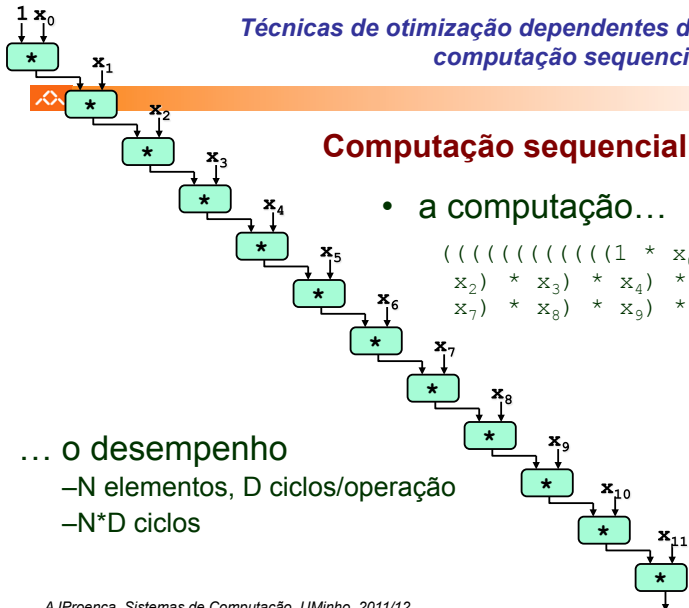 1 x₀
Técnicas de otimização dependentes d
computação sequenci
*
x₁
*
x₂
*
Computação sequencial
x₃
*
• a computação…
x₄
*
((((((((((((1 * x
x₂) * x₃) * x₄) *
x₇) * x₈) * x₉) *
x₅
*
x₆
*
x₇
*
x₈
*
… o desempenho
x₉
*
–N elementos, D ciclos/operação
x₁₀
*
–N*D ciclos
x₁₁
*
AJProença, Sistemas de Computação, UMinho, 2011/12